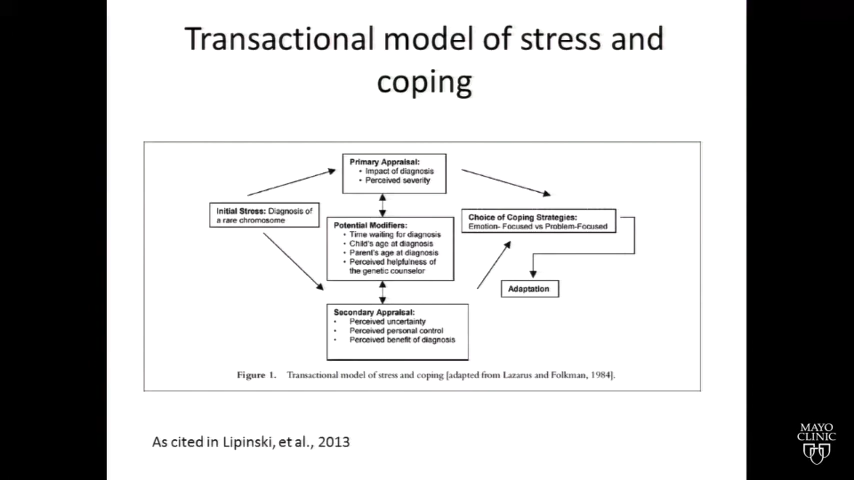 Transactional model of stress and
coping
Primary Appraisal:
• Impact of diagnosis
• Perceived severity
Initial Stress: Diagnosis of
a rare chromosome
Potential Modifiers:
• Time waiting for diagnosis
• Child's age at diagnosis
• Parent's age at diagnosis
• Perceived helpfulness of
the genetic counselor
Choice of Coping Strategies:
Emotion- Focused vs Problem-Focused
Adaptation
Secondary Appraisal:
• Perceived uncertainty
• Perceived personal control
• Perceived benefit of diagnosis
Figure 1. Transactional model of stress and coping [adapted from Lazarus and Folkman, 1984].
As cited in Lipinski, et al., 2013
MAYO
CLINIC